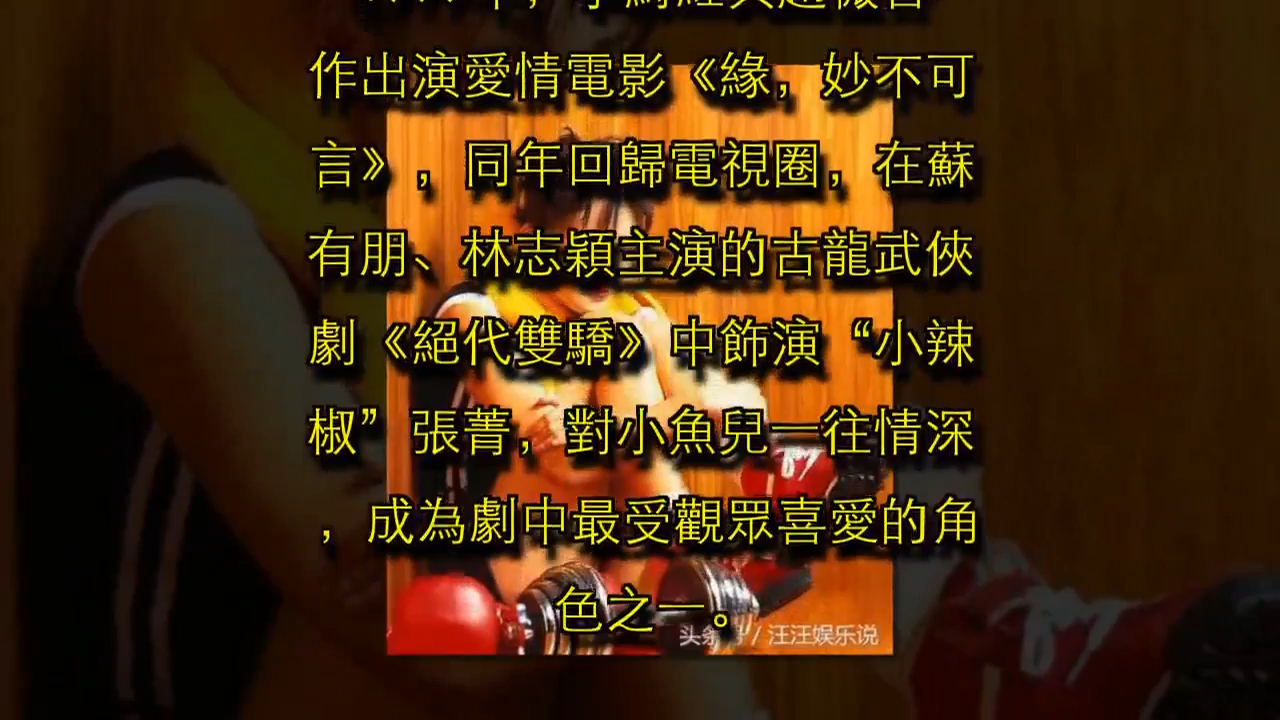 作出演愛情電影《緣，妙不可
言》，同年回歸電視圈，在蘇
有朋、林志穎主演的古龍武俠
劇《絕代雙驕》中飾演“小辣
椒”張菁，對小魚兒一往情深
，成為劇中最受觀眾喜愛的角
色之一。
头条号/汪汪娱乐说